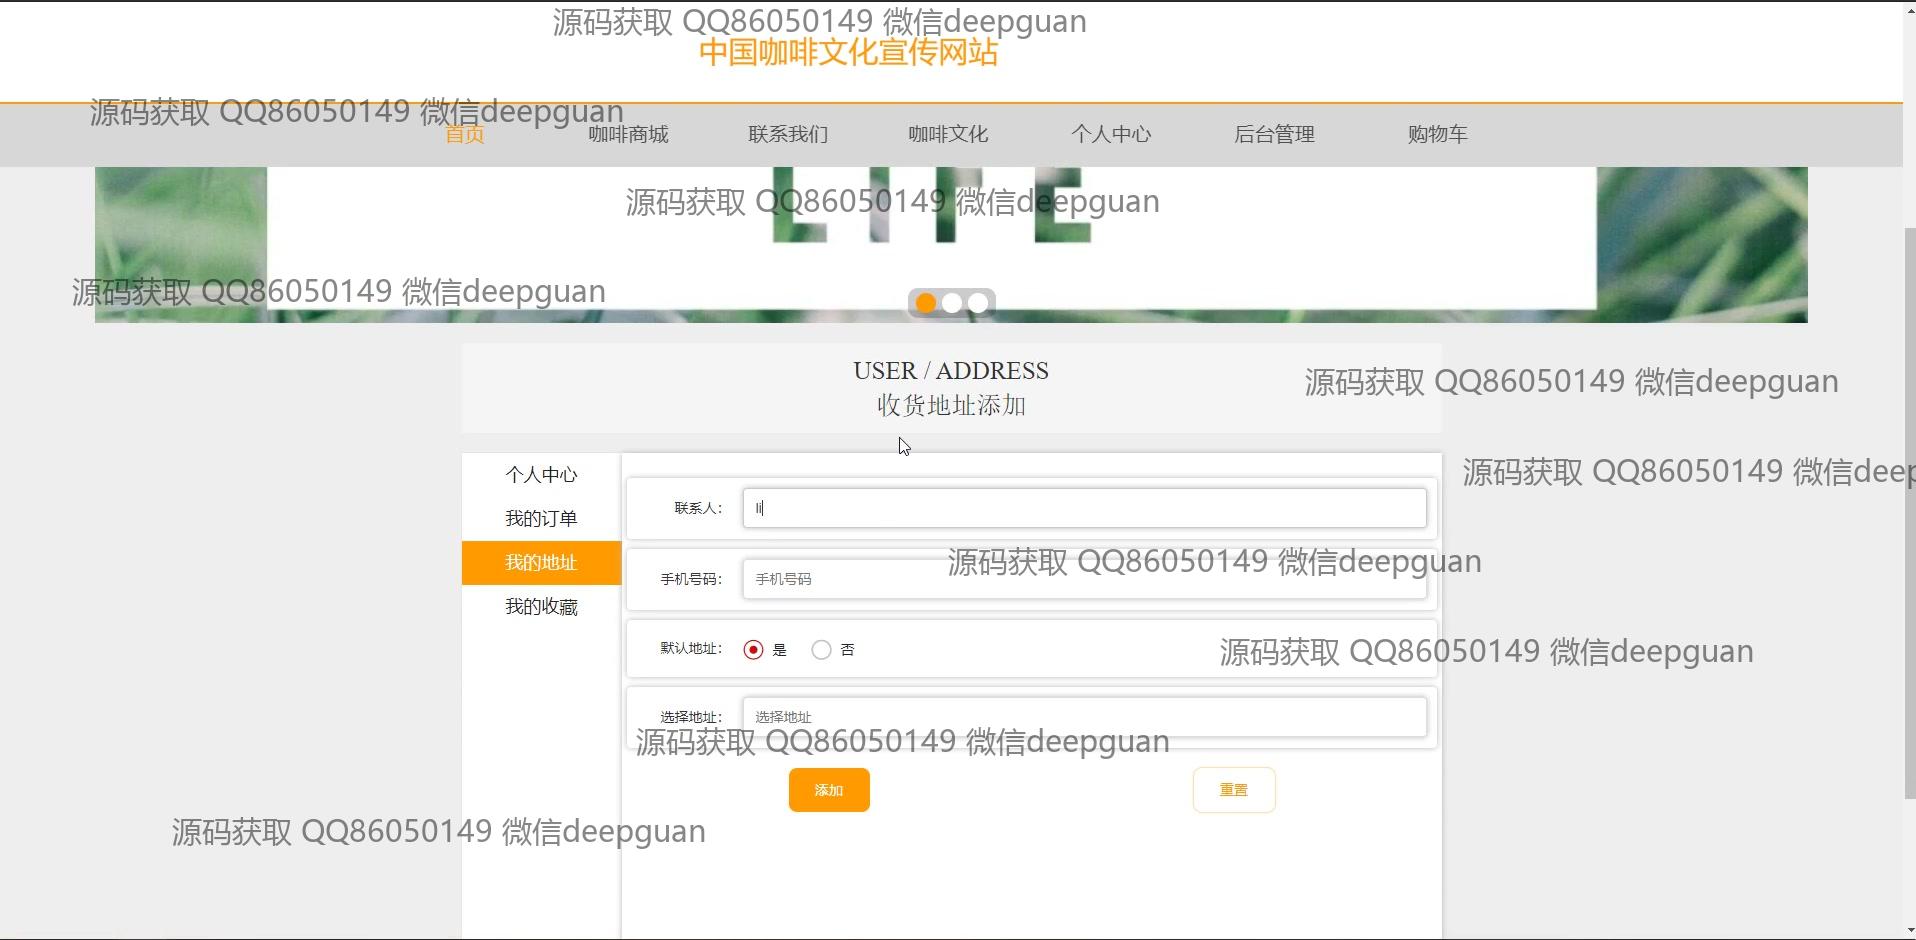 源码获取 QQ86050149 微信deepguan
中国咖啡文化宣传网站
源码获取 QQ86050149 微信deepguan
首页 咖啡商城 联系我们 咖啡文化 个人中心 后台管理 购物车
LIFE
源码获取 QQ86050149 微信deepguan
源码获取 QQ86050149 微信deepguan
USER / ADDRESS
源码获取 QQ86050149 微信deepguan
收货地址添加
个人中心
源码获取 QQ86050149 微信deep
我的订单
联系人： li
我的地址
源码获取 QQ86050149 微信deepguan
手机号码： 手机号码
我的收藏
默认地址： 是 否
源码获取 QQ86050149 微信deepguan
选择地址： 选择地址
源码获取 QQ86050149 微信deepguan
添加 重置
源码获取 QQ86050149 微信deepguan